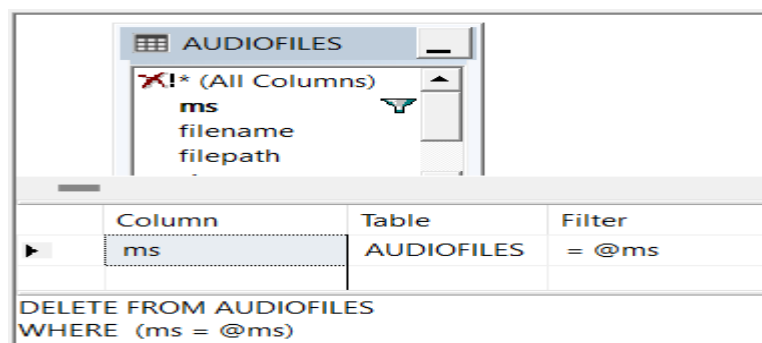 AUDIOFILES
* (All Columns)
ms
filename
filepath
Column Table Filter
ms AUDIOFILES = @ms
DELETE FROM AUDIOFILES
WHERE (ms = @ms)